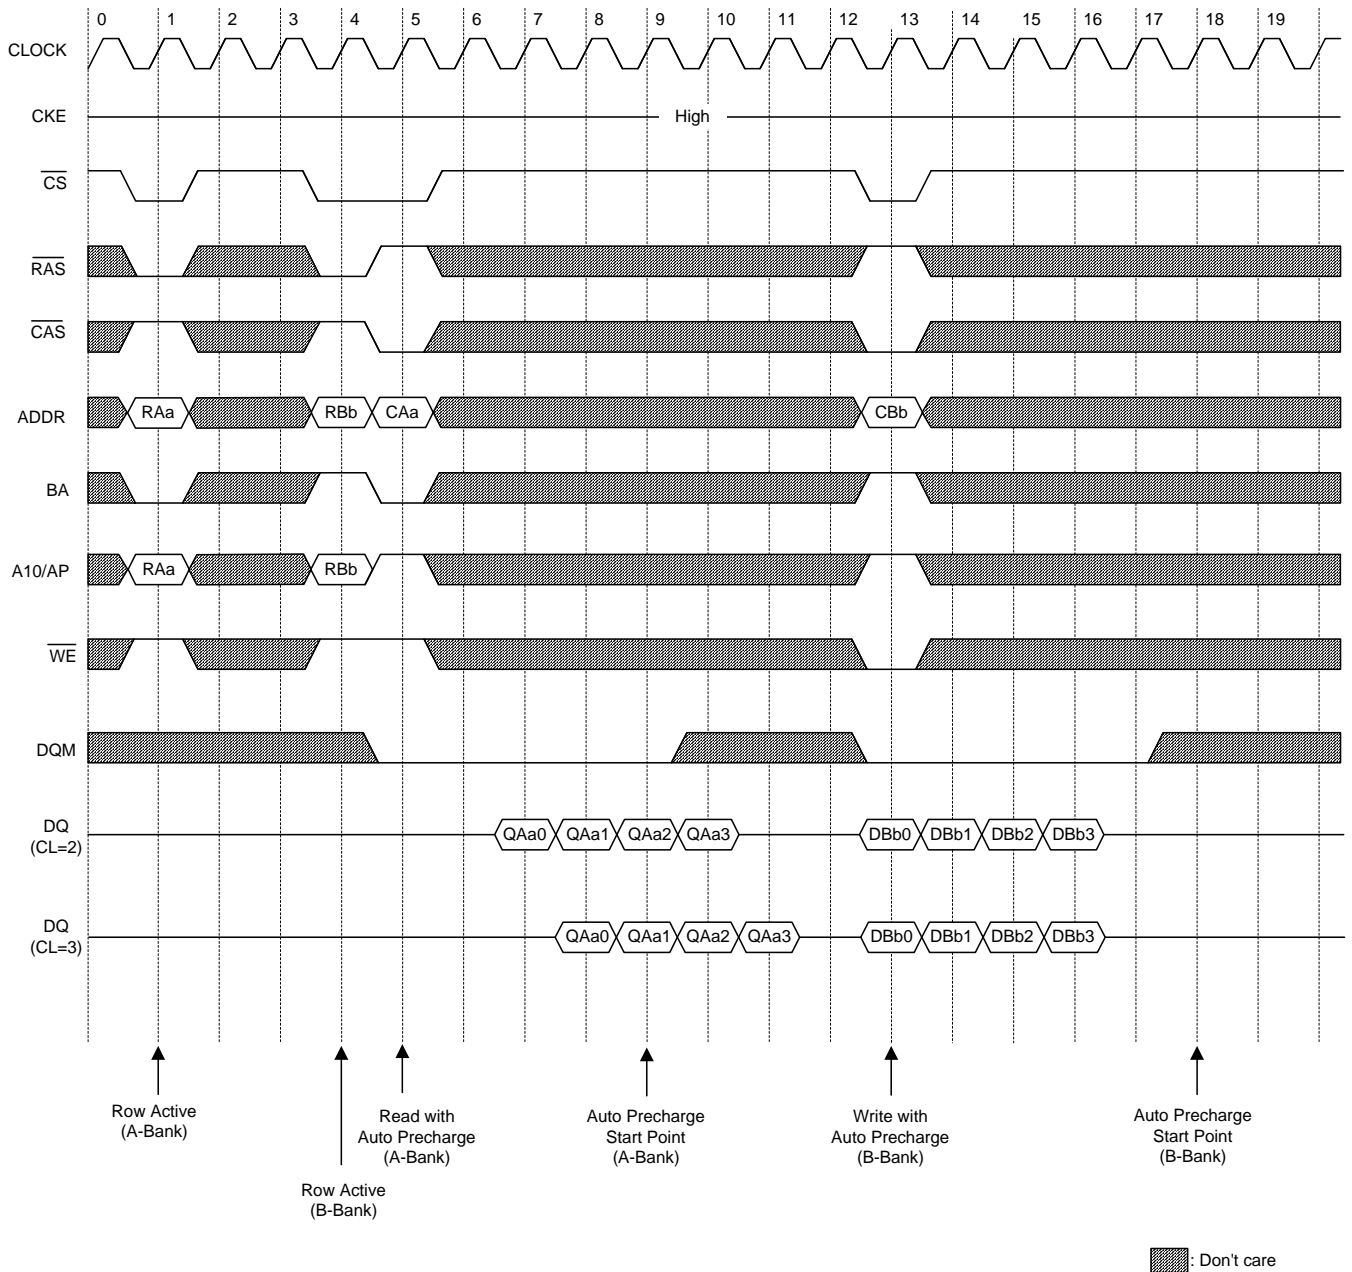 0 1 2 3 4 5 6 7 8 9 10 11 12 13 14 15 16 17 18 19
CLOCK
CKE High
CS
RAS
CAS
ADDR RAa RBb CAa CBb
BA
A10/AP RAa RBb
WE
DQM
DQ
(CL=2) QAa0 QAa1 QAa2 QAa3 DBb0 DBb1 DBb2 DBb3
DQ
(CL=3) QAa0 QAa1 QAa2 QAa3 DBb0 DBb1 DBb2 DBb3
Row Active
(A-Bank)
Row Active
(B-Bank)
Read with
Auto Precharge
(A-Bank)
Auto Precharge
Start Point
(A-Bank)
Write with
Auto Precharge
(B-Bank)
Auto Precharge
Start Point
(B-Bank)
: Don't care